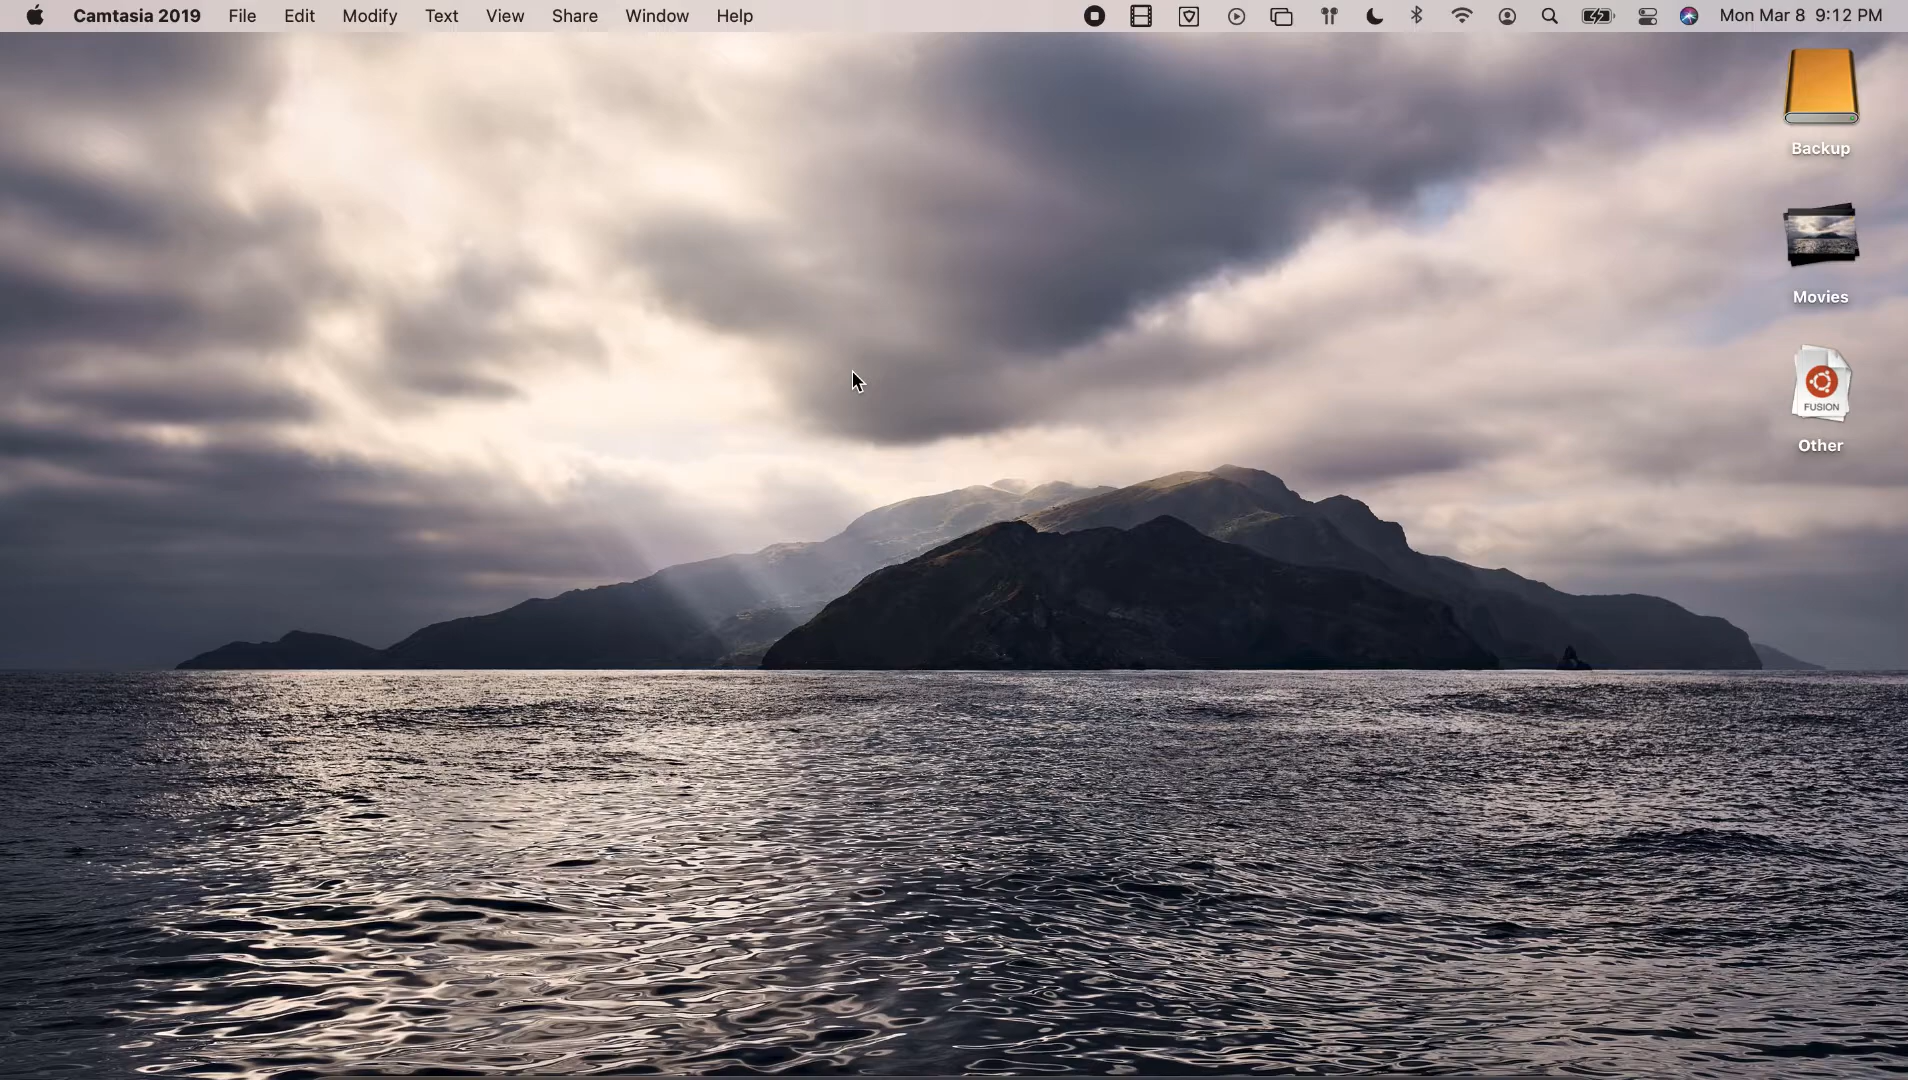 Camtasia 2019 File Edit Modify Text View Share Window Help Mon Mar 8 9:12 PM
Backup
Movies
FUSION
Other